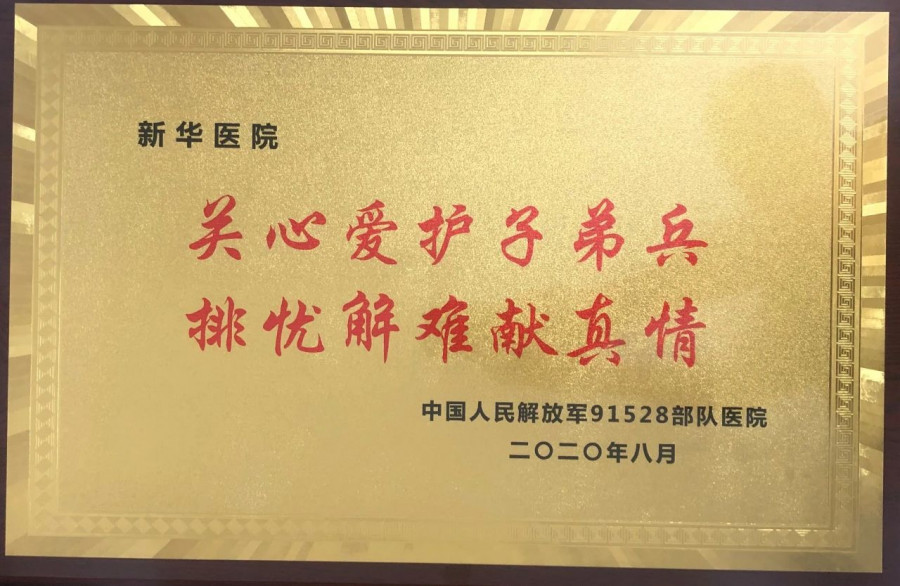 新华医院
关心爱护子弟兵
排忧解难献真情
中国人民解放军91528部队医院
二〇二〇年八月